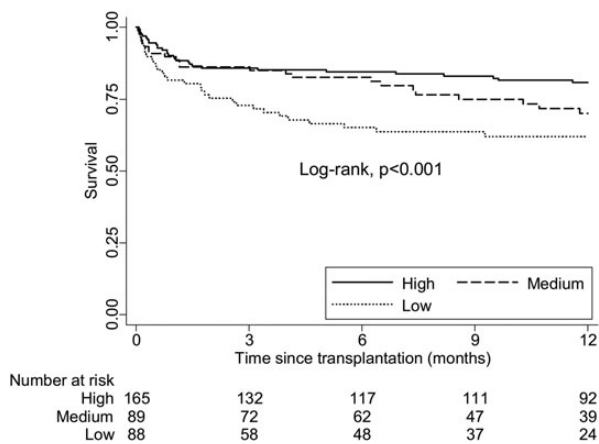 1.00
0.75
0.50
0.25
0.00
Survival
Log-rank, p<0.001
High Medium
Low
0 3 6 9 12
Time since transplantation (months)
Number at risk
High 165 132 117 111 92
Medium 89 72 62 47 39
Low 88 58 48 37 24